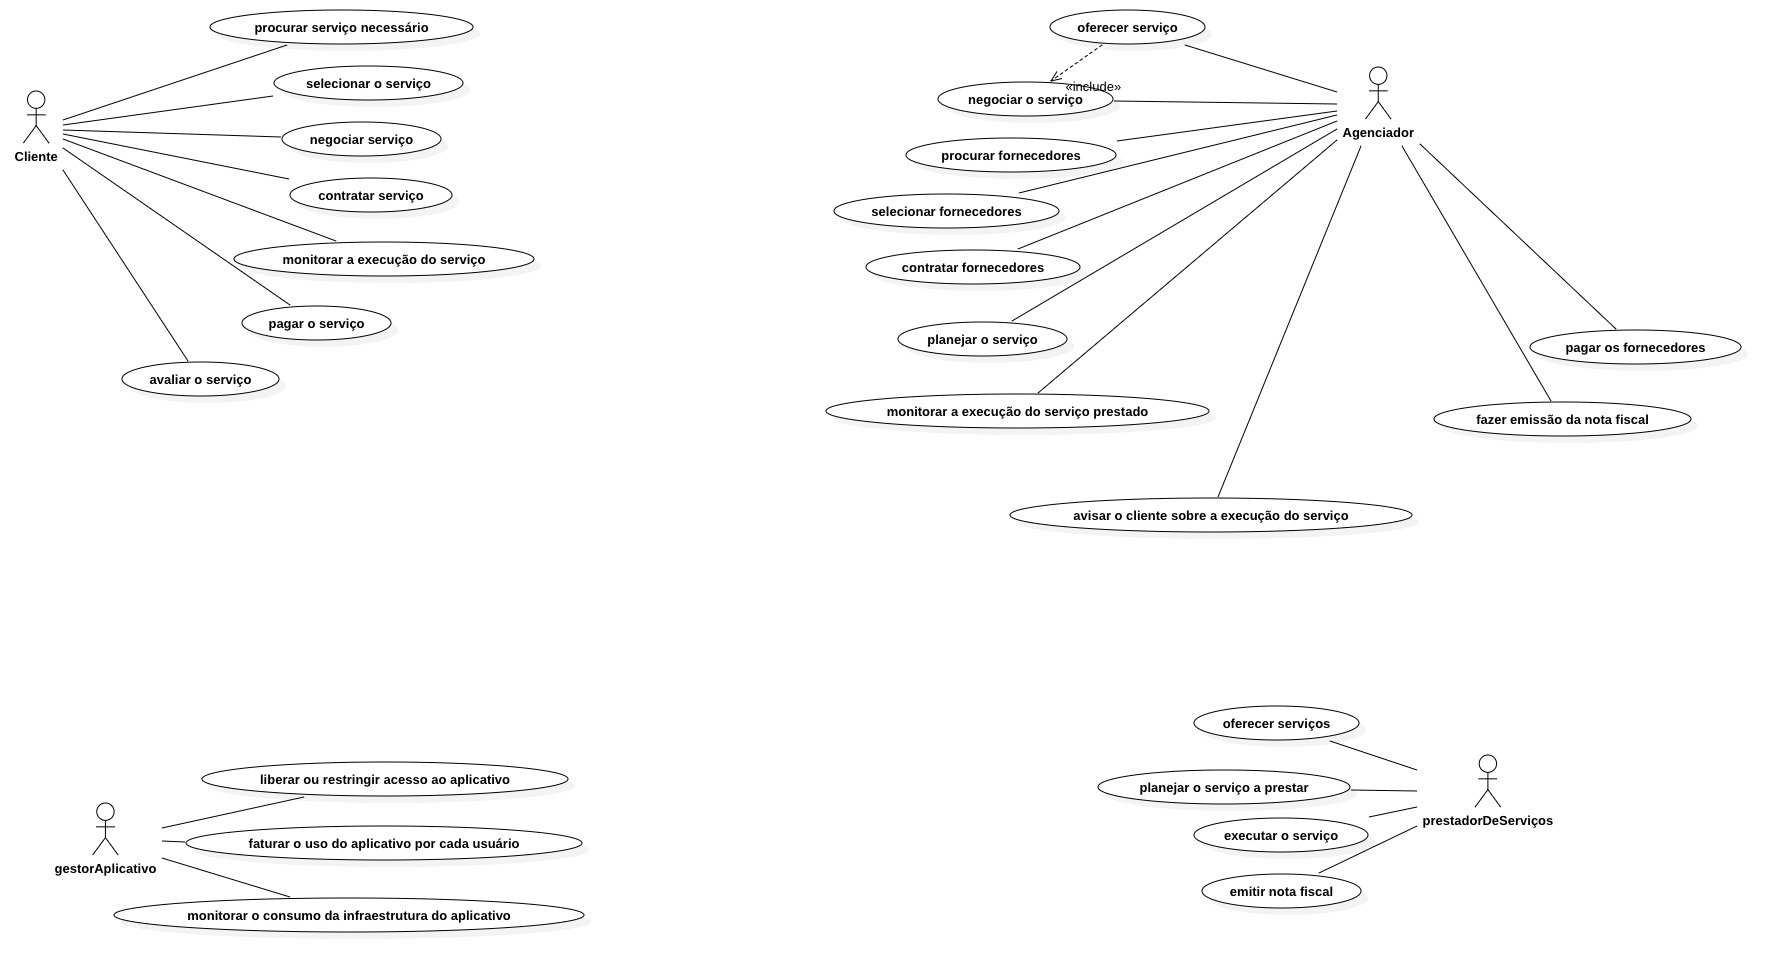 procurar serviço necessário
selecionar o serviço
negociar serviço
Cliente
contratar serviço
monitorar a execução do serviço
pagar o serviço
avaliar o serviço
oferecer serviço
«include»
negociar o serviço
Agenciador
procurar fornecedores
selecionar fornecedores
contratar fornecedores
planejar o serviço
pagar os fornecedores
monitorar a execução do serviço prestado
fazer emissão da nota fiscal
avisar o cliente sobre a execução do serviço
liberar ou restringir acesso ao aplicativo
faturar o uso do aplicativo por cada usuário
gestorAplicativo
monitorar o consumo da infraestrutura do aplicativo
oferecer serviços
planejar o serviço a prestar
prestadorDeServiços
executar o serviço
emitir nota fiscal